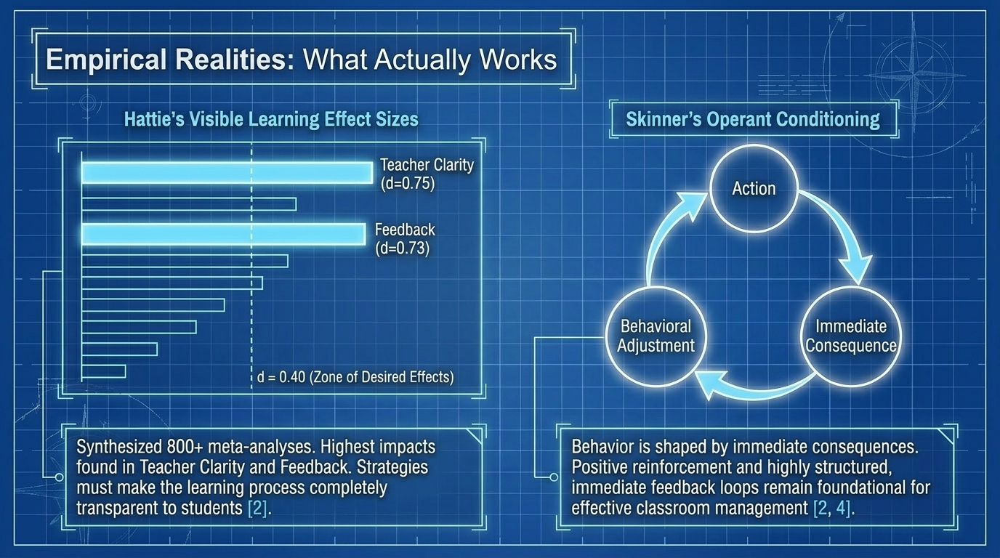 Empirical Realities: What Actually Works
Hattie's Visible Learning Effect Sizes
Teacher Clarity
(d=0.75)
Feedback
(d=0.73)
d = 0.40 (Zone of Desired Effects)
Synthesized 800+ meta-analyses. Highest impacts
found in Teacher Clarity and Feedback. Strategies
must make the learning process completely
transparent to students [2].
Skinner's Operant Conditioning
Action
Immediate
Consequence
Behavioral
Adjustment
Behavior is shaped by immediate consequences.
Positive reinforcement and highly structured,
immediate feedback loops remain foundational for
effective classroom management [2, 4].